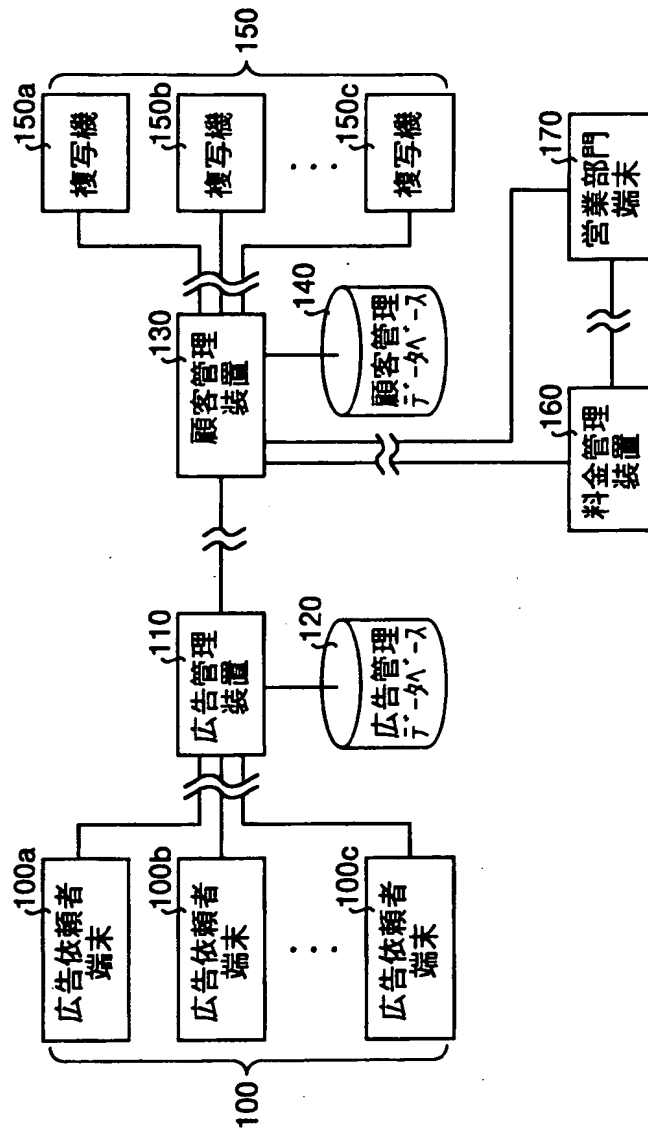 100
100a
広告依頼者
端末
100b
広告依頼者
端末
・・・
100c
広告依頼者
端末
110
広告管理
装置
120
広告管理
データベース
130
顧客管理
装置
140
顧客管理
データベース
150a
複写機
150b
複写機
・・・
150c
複写機
150
160
料金管理
装置
170
営業部門
端末